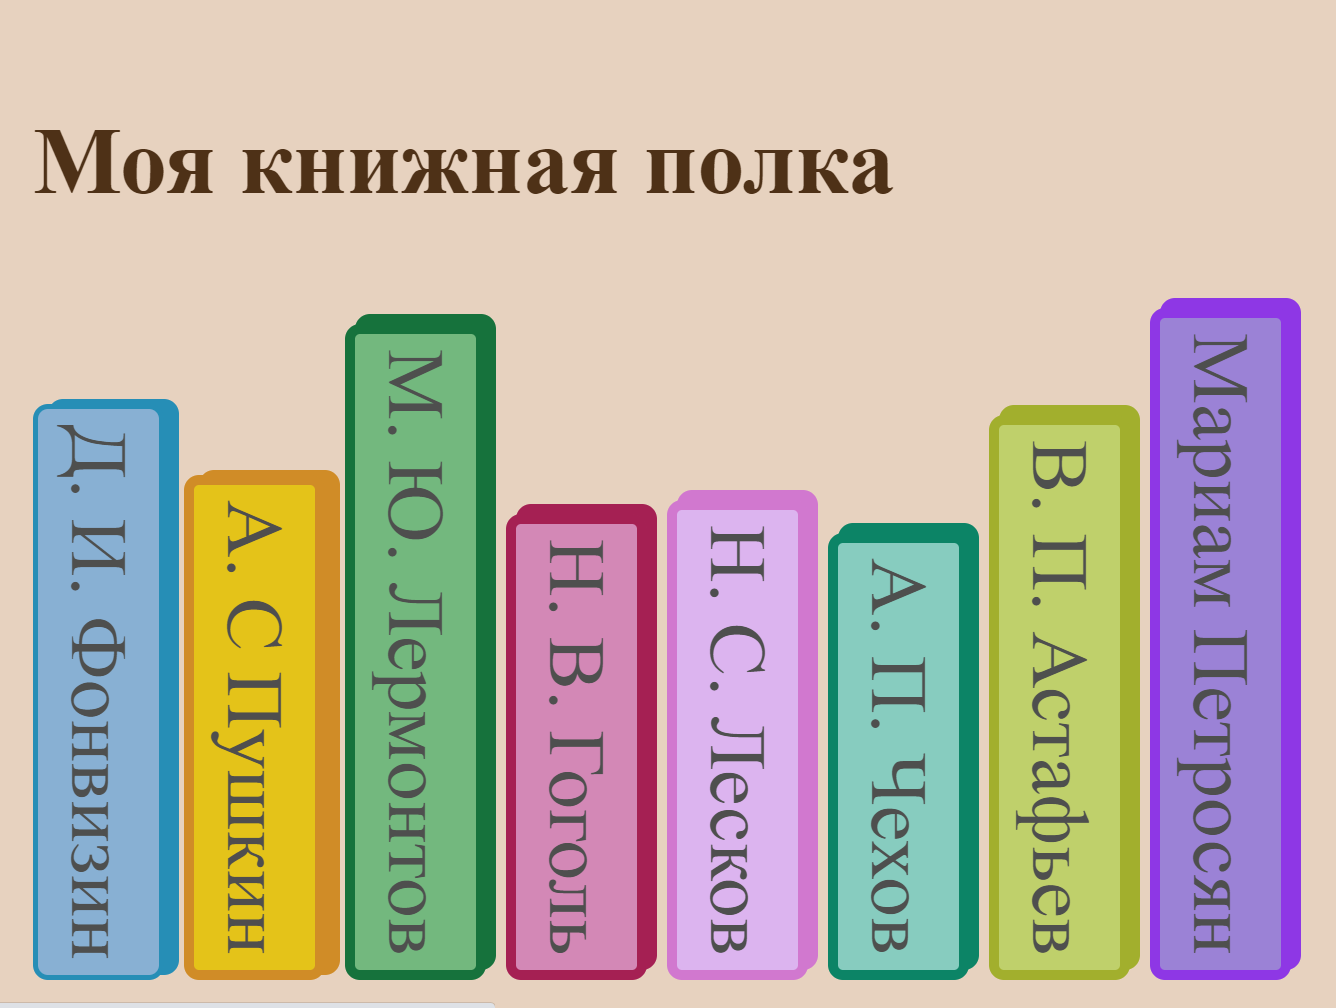 Моя книжная полка
Д. И. Фонвизин
А. С Пушкин
М. Ю. Лермонтов
Н. В. Гоголь
Н. С. Лесков
А. П. Чехов
В. П. Астафьев
Мариам Петросян